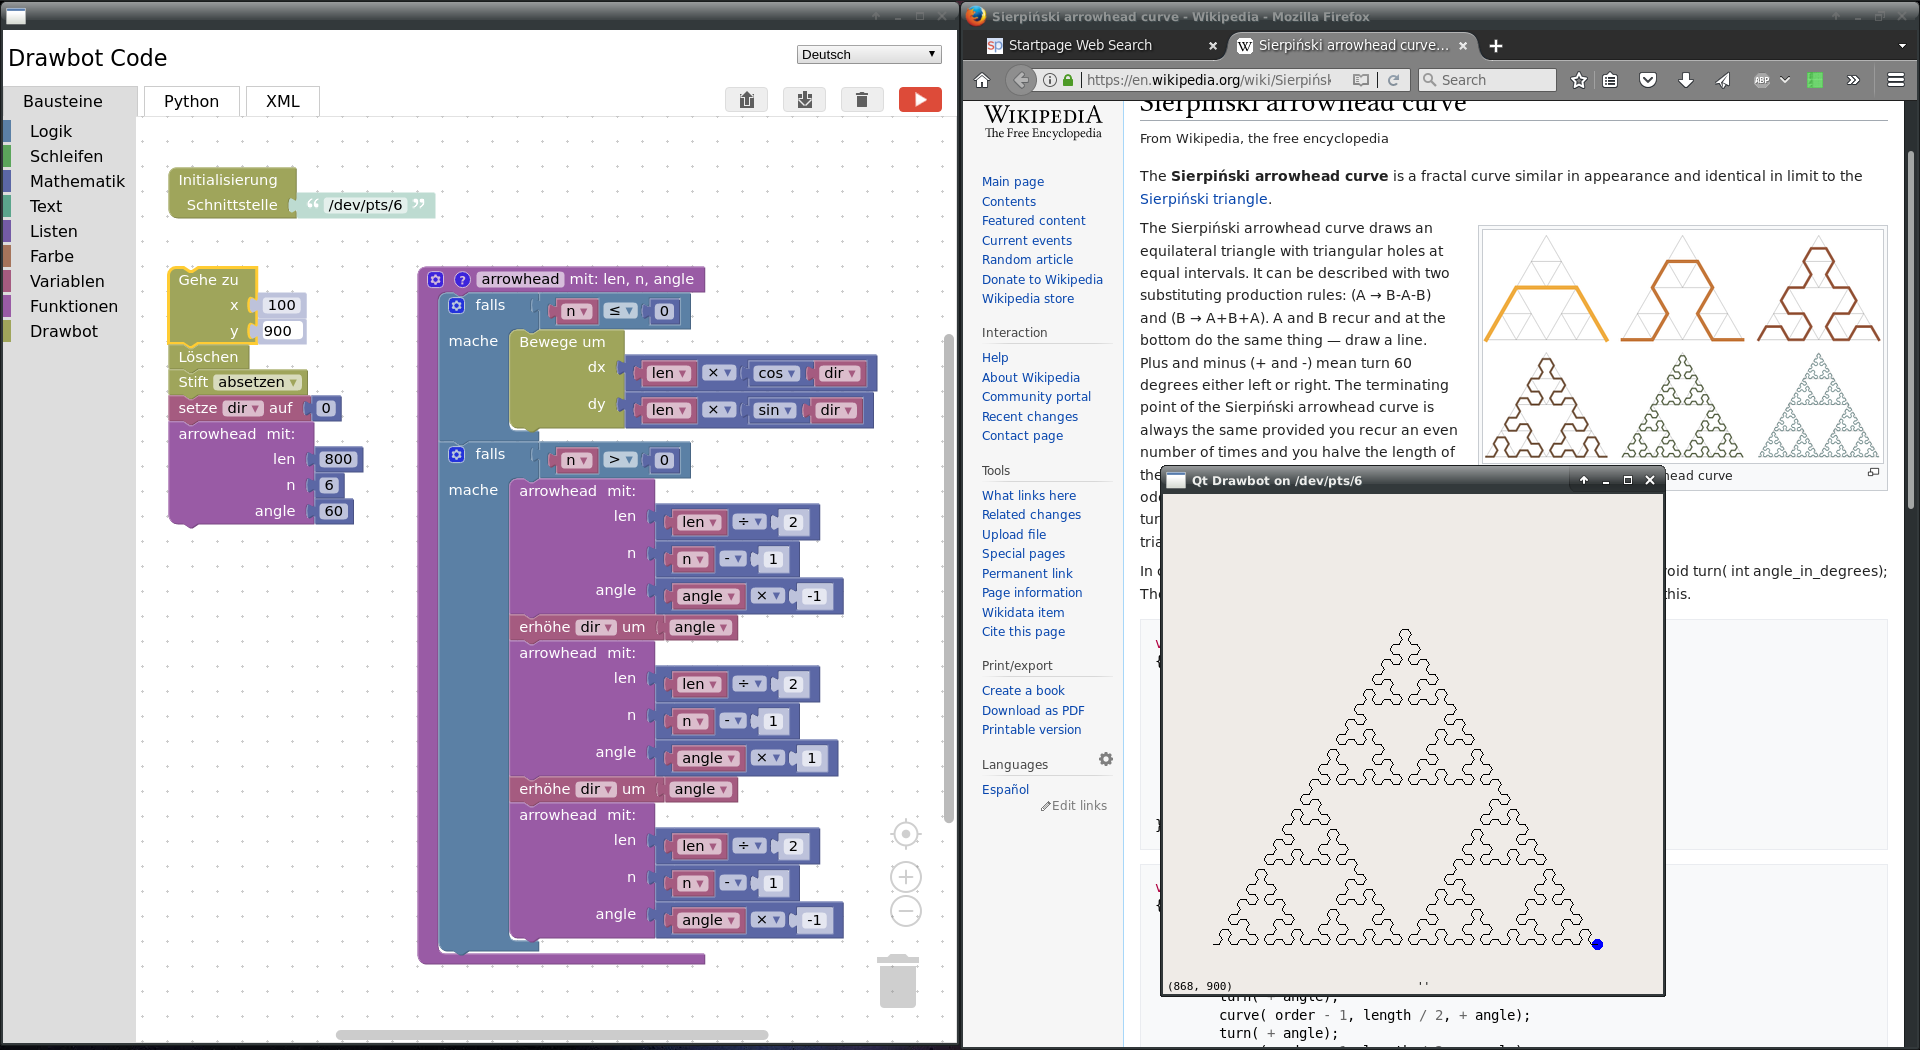 Drawbot Code
Deutsch
Bausteine
Python
XML
Logik
Schleifen
Mathematik
Text
Listen
Farbe
Variablen
Funktionen
Drawbot
Initialisierung
Schnittstelle “ /dev/pts/6 ”
Gehe zu
x 100
y 900
Löschen
Stift absetzen
setze dir auf 0
arrowhead mit:
len 800
n 6
angle 60
? arrowhead mit: len, n, angle
falls n ≤ 0
mache Bewege um
dx len × cos dir
dy len × sin dir
falls n > 0
mache arrowhead mit:
len len ÷ 2
n n - 1
angle angle × -1
erhöhe dir um angle
arrowhead mit:
len len ÷ 2
n n - 1
angle angle × 1
erhöhe dir um angle
arrowhead mit:
len len ÷ 2
n n - 1
angle angle × -1
Sierpiński arrowhead curve - Wikipedia - Mozilla Firefox
sp Startpage Web Search
W Sierpiński arrowhead curve...
https://en.wikipedia.org/wiki/Sierpińsk
Search
ABP
WIKIPEDIA
The Free Encyclopedia
Main page
Contents
Featured content
Current events
Random article
Donate to Wikipedia
Wikipedia store
Interaction
Help
About Wikipedia
Community portal
Recent changes
Contact page
Tools
What links here
Related changes
Upload file
Special pages
Permanent link
Page information
Wikidata item
Cite this page
Print/export
Create a book
Download as PDF
Printable version
Languages
Español
Edit links
Sierpiński arrowhead curve
From Wikipedia, the free encyclopedia
The Sierpiński arrowhead curve is a fractal curve similar in appearance and identical in limit to the
Sierpiński triangle.
The Sierpiński arrowhead curve draws an
equilateral triangle with triangular holes at
equal intervals. It can be described with two
substituting production rules: (A → B-A-B)
and (B → A+B+A). A and B recur and at the
bottom do the same thing — draw a line.
Plus and minus (+ and -) mean turn 60
degrees either left or right. The terminating
point of the Sierpiński arrowhead curve is
always the same provided you recur an even
number of times and you halve the length of
the
head curve
tur
tria
In
oid turn( int angle_in_degrees);
The
this.
{
}
{
Qt Drawbot on /dev/pts/6
(868, 900)
''
turn( + angle);
curve( order - 1, length / 2, + angle);
turn( + angle);